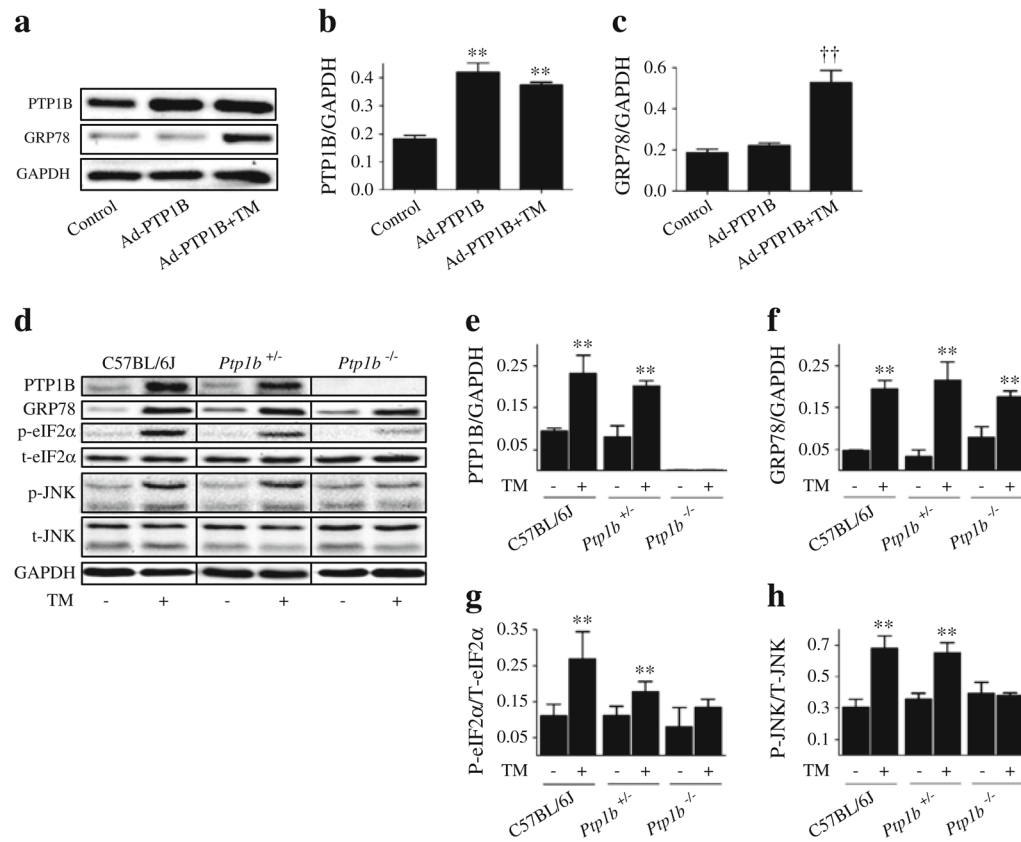 a
PTP1B
GRP78
GAPDH
Control
Ad-PTP1B
Ad-PTP1B+TM
b
PTP1B/GAPDH
0.4
0.3
0.2
0.1
0.0
**
**
Control
Ad-PTP1B
Ad-PTP1B+TM
c
GRP78/GAPDH
0.6
0.4
0.2
0.0
††
Control
Ad-PTP1B
Ad-PTP1B+TM
d
C57BL/6J Ptp1b +/- Ptp1b -/-
PTP1B
GRP78
p-eIF2α
t-eIF2α
p-JNK
t-JNK
GAPDH
TM - + - + - +
e
PTP1B/GAPDH
0.25
0.15
0.05
**
**
TM - + - + - +
C57BL/6J
Ptp1b +/-
Ptp1b -/-
f
GRP78/GAPDH
0.25
0.15
0.05
**
**
**
TM - + - + - +
C57BL/6J
Ptp1b +/-
Ptp1b -/-
g
P-eIF2α/T-eIF2α
0.35
0.25
0.15
0.05
**
**
TM - + - + - +
C57BL/6J
Ptp1b +/-
Ptp1b -/-
h
P-JNK/T-JNK
0.7
0.5
0.3
0.1
**
**
TM - + - + - +
C57BL/6J
Ptp1b +/-
Ptp1b -/-